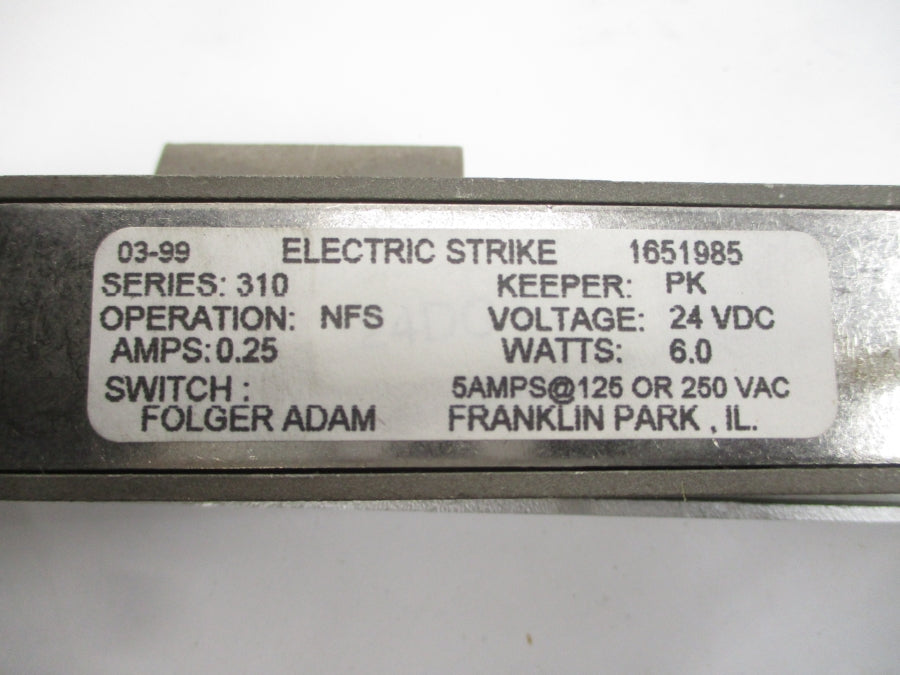 03-99 ELECTRIC STRIKE 1651985
SERIES: 310 KEEPER: PK
OPERATION: NFS VOLTAGE: 24 VDC
AMPS: 0.25 WATTS: 6.0
SWITCH : 5AMPS@125 OR 250 VAC
FOLGER ADAM FRANKLIN PARK , IL.